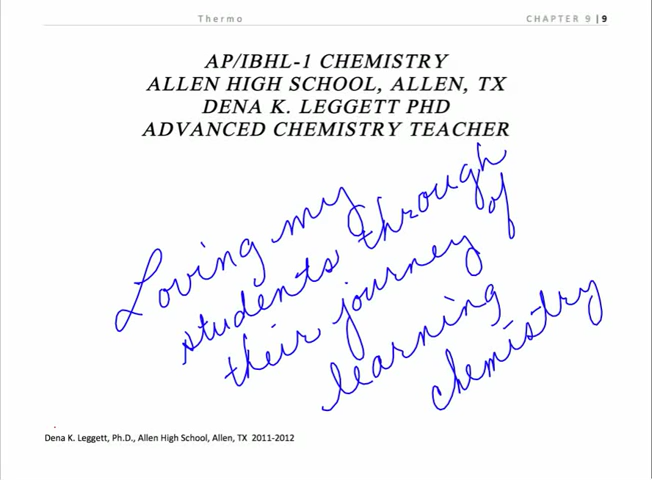 Thermo CHAPTER 9 | 9
AP/IBHL-1 CHEMISTRY
ALLEN HIGH SCHOOL, ALLEN, TX
DENA K. LEGGETT PHD
ADVANCED CHEMISTRY TEACHER
Loving my
students through
their journey of
learning
chemistry
Dena K. Leggett, Ph.D., Allen High School, Allen, TX 2011-2012